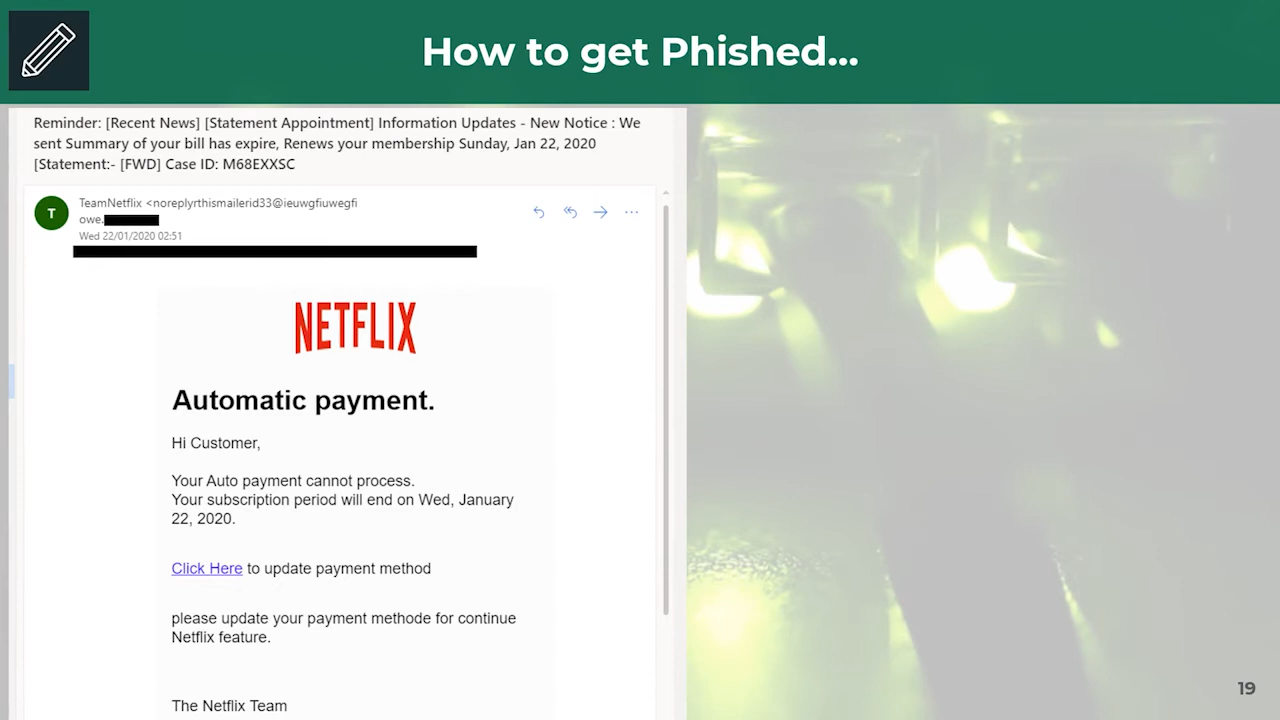 How to get Phished...
Reminder: [Recent News] [Statement Appointment] Information Updates - New Notice : We
sent Summary of your bill has expire, Renews your membership Sunday, Jan 22, 2020
[Statement:- [FWD] Case ID: M68EXXSC
T
TeamNetflix <noreplyrthismailerid33@ieuwgfiuwegfi
owe.
Wed 22/01/2020 02:51
NETFLIX
Automatic payment.
Hi Customer,
Your Auto payment cannot process.
Your subscription period will end on Wed, January
22, 2020.
Click Here to update payment method
please update your payment methode for continue
Netflix feature.
The Netflix Team
19